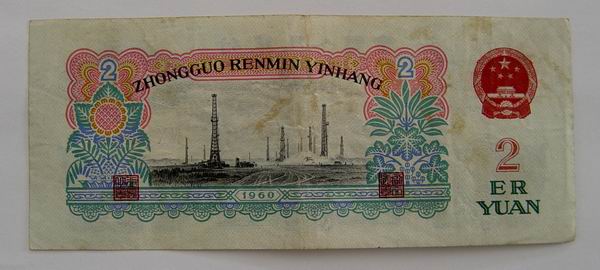 2
ZHONGGUO RENMIN YINHANG
2
1960
2
ER
YUAN